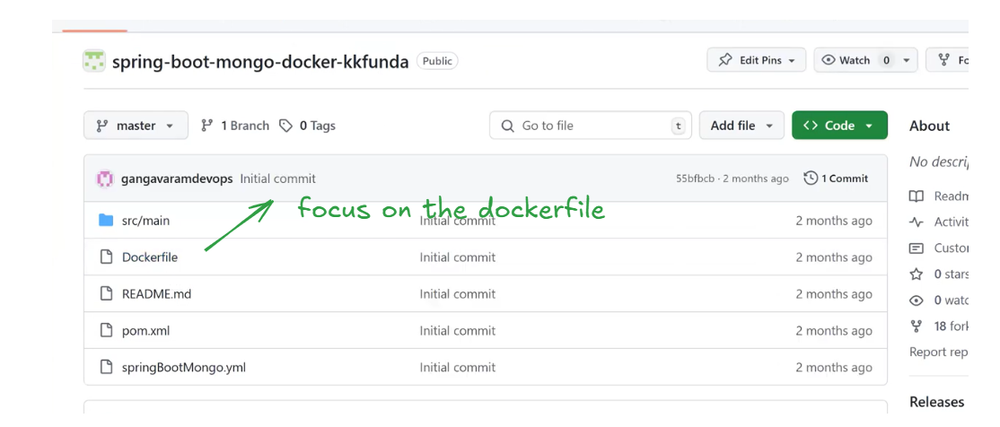 spring-boot-mongo-docker-kkfunda Public
Edit Pins Watch 0
master 1 Branch 0 Tags
Go to file t Add file Code
About
gangavaramdevops Initial commit 55bfbcb · 2 months ago 1 Commit
No descri
focus on the dockerfile
src/main Initial commit 2 months ago
Dockerfile Initial commit 2 months ago
README.md Initial commit 2 months ago
pom.xml Initial commit 2 months ago
springBootMongo.yml Initial commit 2 months ago
Readm
Activit
Custo
0 stars
0 watc
18 fork
Report rep
Releases